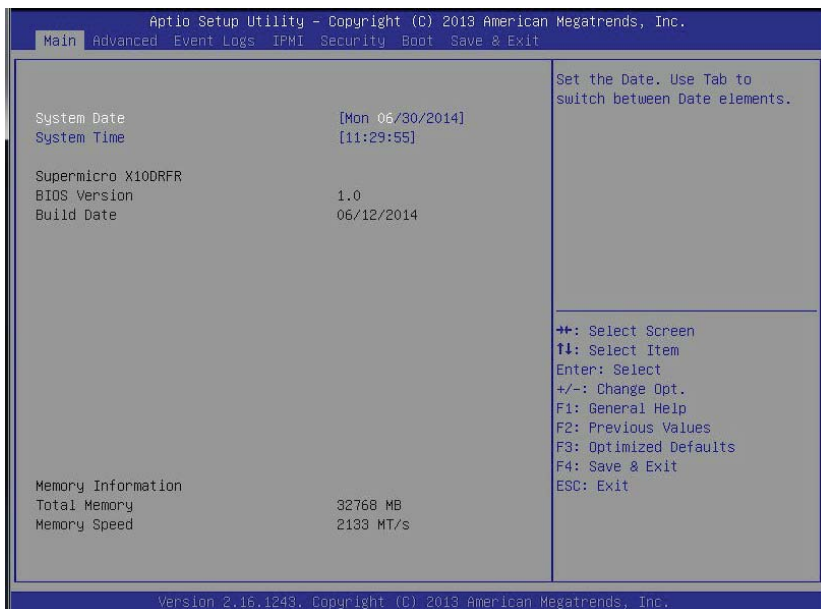 Aptio Setup Utility – Copyright (C) 2013 American Megatrends, Inc.
Main Advanced Event Logs IPMI Security Boot Save & Exit
Set the Date. Use Tab to
switch between Date elements.
System Date [Mon 06/30/2014]
System Time [11:29:55]
Supermicro X10DRFR
BIOS Version 1.0
Build Date 06/12/2014
Memory Information
Total Memory 32768 MB
Memory Speed 2133 MT/s
→←: Select Screen
↑↓: Select Item
Enter: Select
+/-: Change Opt.
F1: General Help
F2: Previous Values
F3: Optimized Defaults
F4: Save & Exit
ESC: Exit
Version 2.16.1243. Copyright (C) 2013 American Megatrends, Inc.